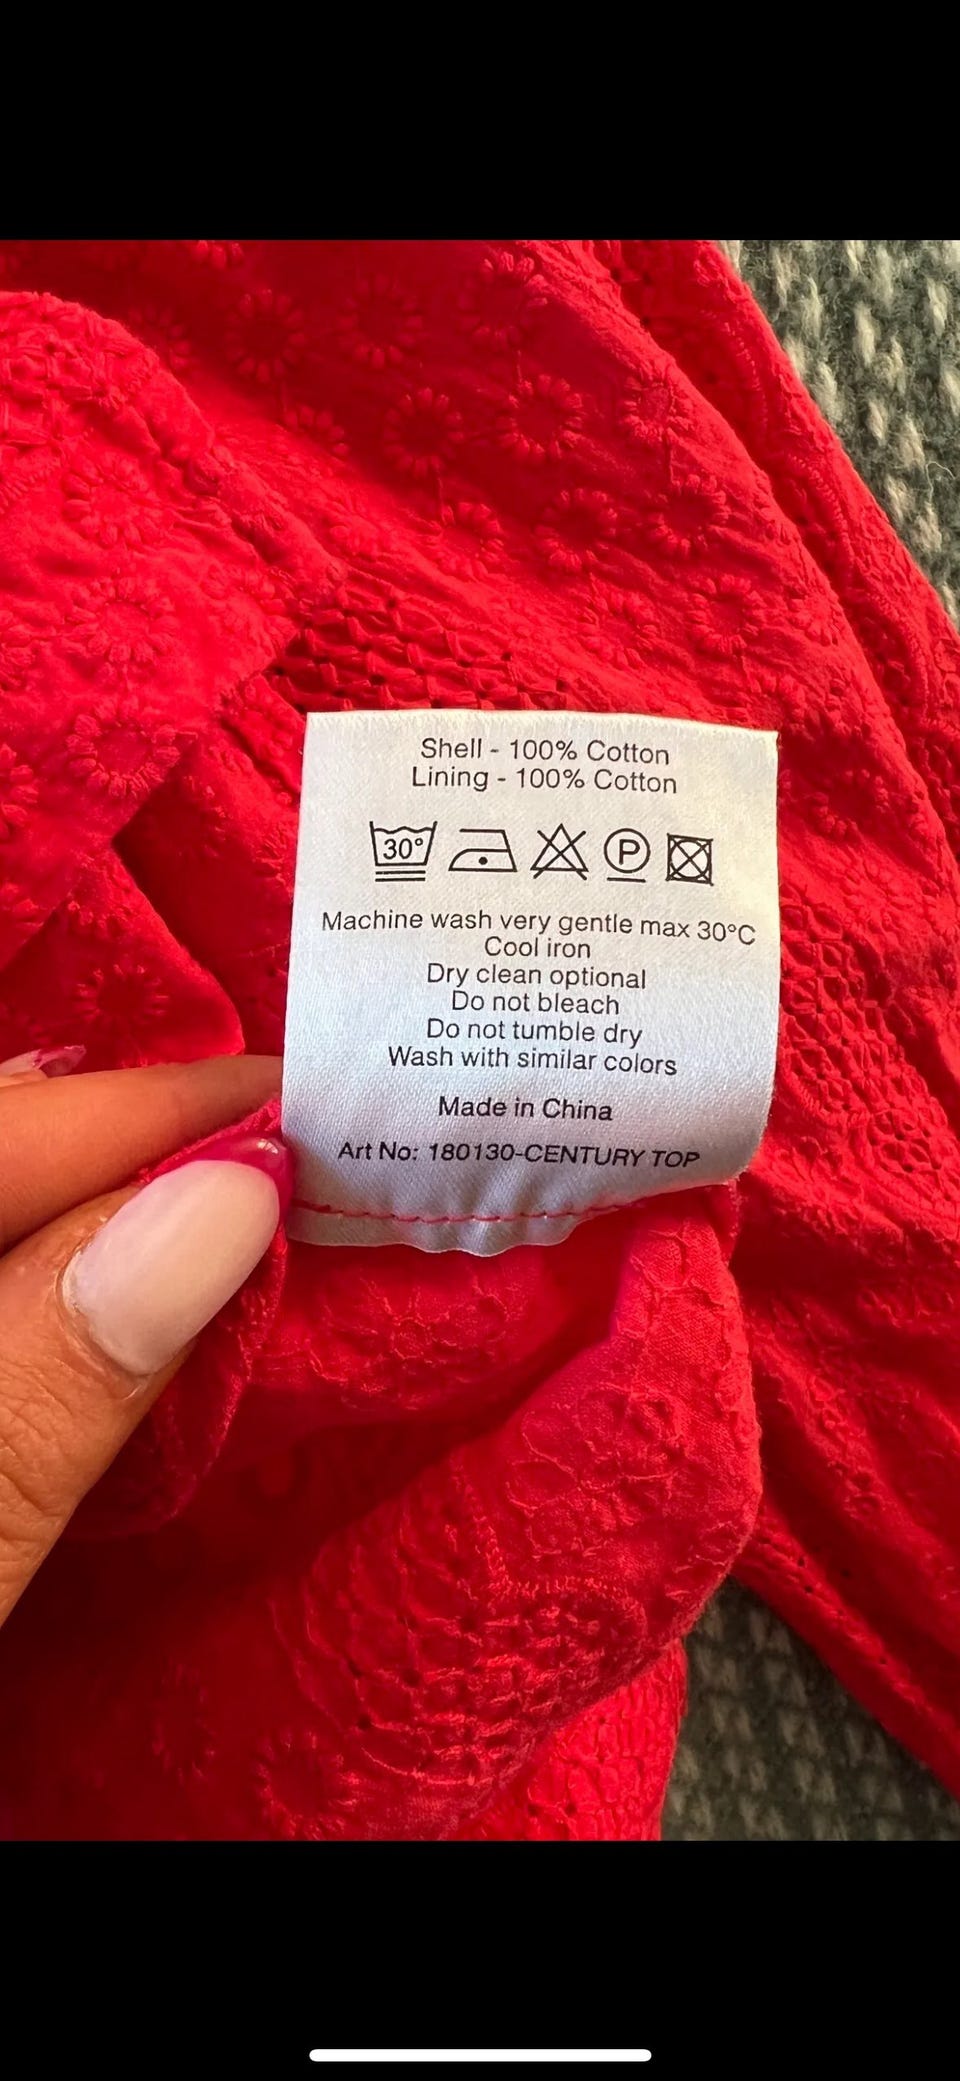 Shell - 100% Cotton
Lining - 100% Cotton
30° P
Machine wash very gentle max 30°C
Cool iron
Dry clean optional
Do not bleach
Do not tumble dry
Wash with similar colors
Made in China
Art No: 180130-CENTURY TOP